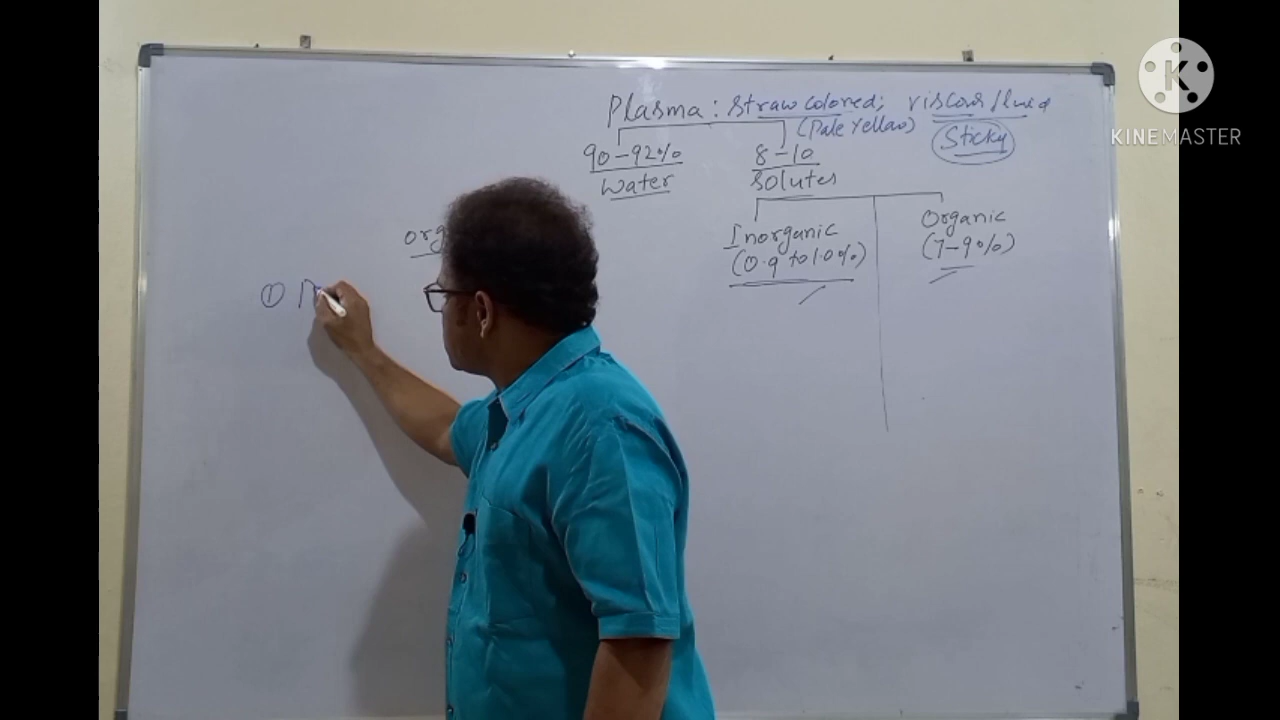 Plasma: straw colored; viscous fluid
(Pale Yellow)
Sticky
90-92%
Water
8-10
Solutes
Inorganic
(0.9 to 1.0%)
Organic
(7-9%)
①
K
KINEMASTER